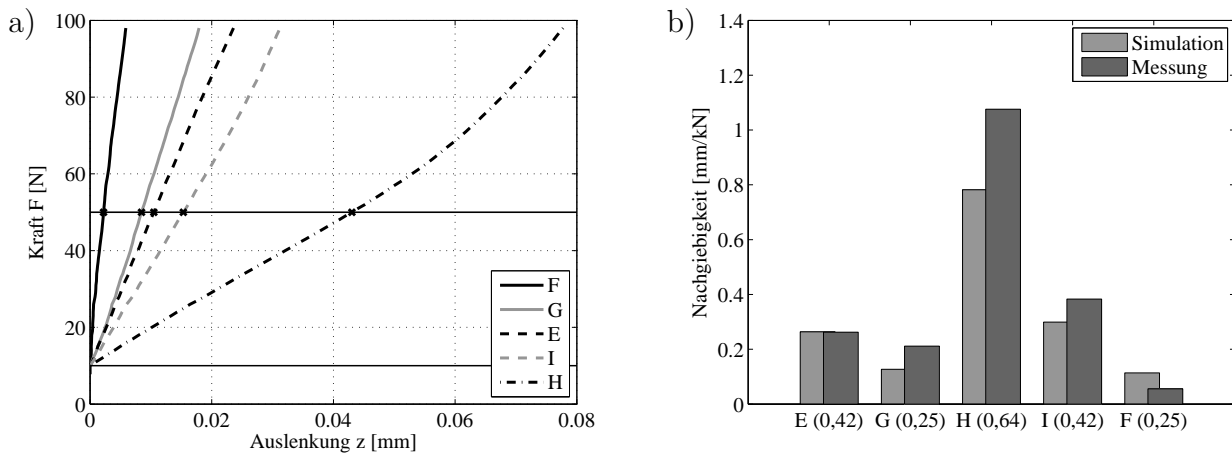 a)
Kraft F [N]
100
80
60
40
20
0
0
0.02
0.04
0.06
0.08
Auslenkung z [mm]
F
G
E
I
H
b)
Nachgiebigkeit [mm/kN]
1.4
1.2
1
0.8
0.6
0.4
0.2
0
E (0,42)
G (0,25)
H (0,64)
I (0,42)
F (0,25)
Simulation
Messung